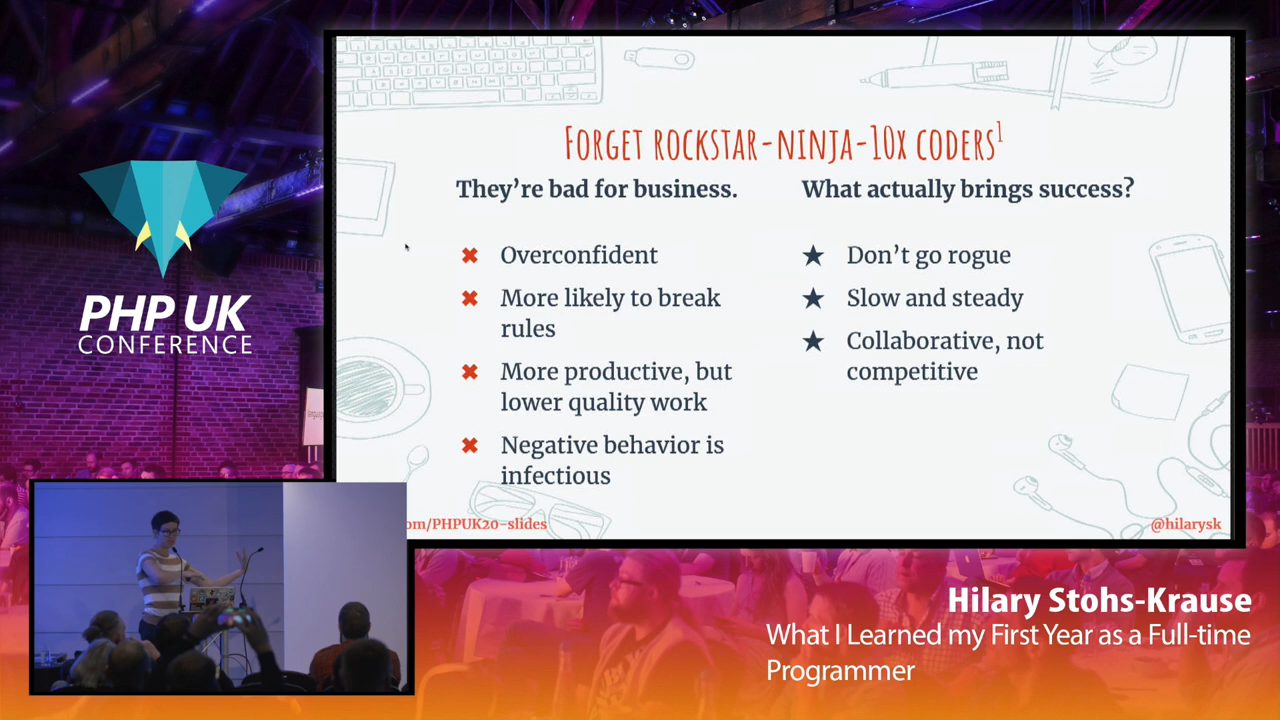 PHP UK
CONFERENCE
FORGET ROCKSTAR-NINJA-10X CODERS1
They're bad for business.
✖ Overconfident
✖ More likely to break
rules
✖ More productive, but
lower quality work
✖ Negative behavior is
infectious
What actually brings success?
★ Don't go rogue
★ Slow and steady
★ Collaborative, not
competitive
om/PHPUK20-slides
@hilarysk
Hilary Stohs-Krause
What I Learned my First Year as a Full-time
Programmer